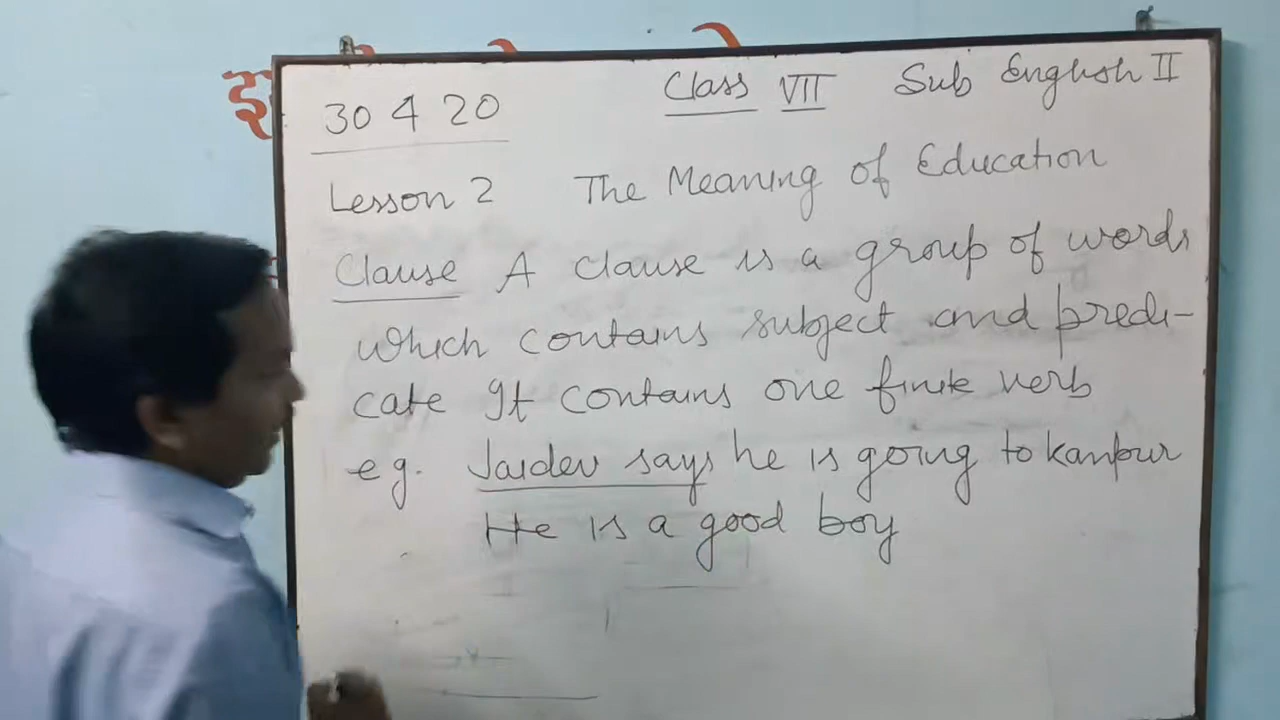 30 4 20 Class VII Sub English II
Lesson 2 The Meaning of Education
Clause A clause is a group of words
which contains subject and predi-
cate It contains one finite verb
eg. Jaidev says he is going to Kanpur
He is a good boy